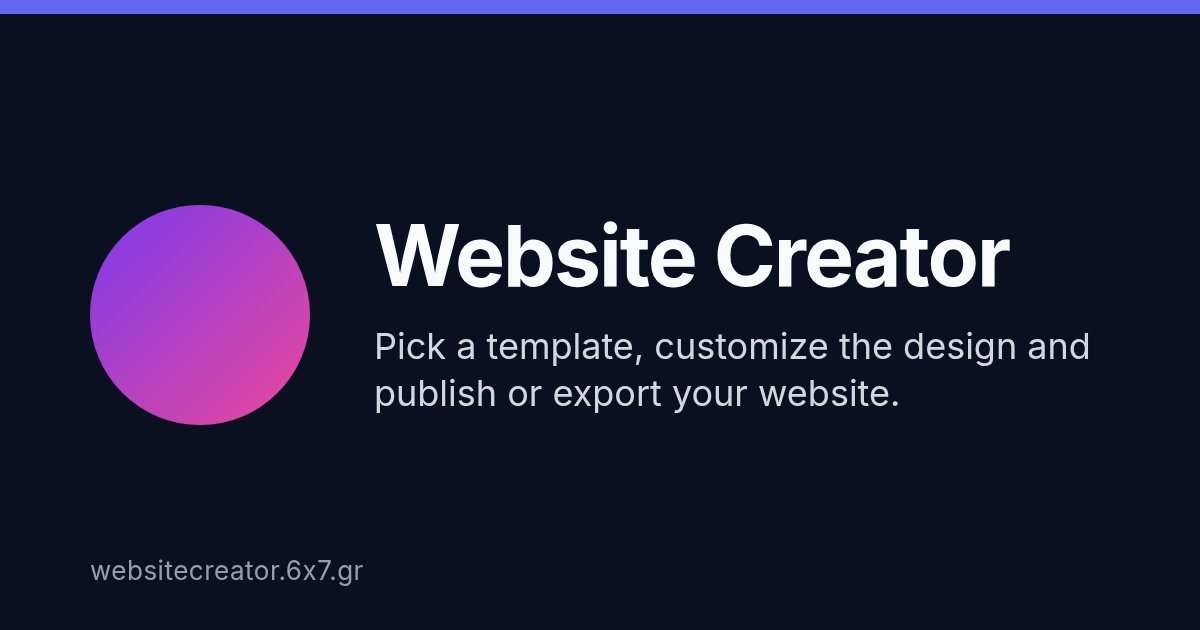 Website Creator
Pick a template, customize the design and
publish or export your website.
websitecreator.6x7.gr